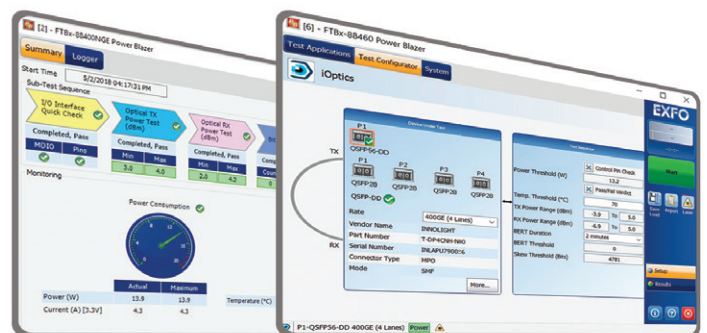 [2] - FTBx-88400NGE Power Blazer
Summary
Logger
Start Time 5/2/2018 04:17:31 PM
Sub-Test Sequence
I/O Interface
Quick Check
Completed, Pass
MDIO Pins
Optical TX
Power Test
(dBm)
Completed, Pass
Min Max
3.0 4.0
Optical RX
Power Test
(dBm)
Completed, Pass
Min Max
2.0 4.0
Monitoring
Power Consumption
Actual Maximum
Power (W) 13.9 13.9
Current (A) [3.3V] 4.3 4.3
Temperature (°C)
[6] - FTBx-88460 Power Blazer
Test Applications
Test Configurator
System
iOptics
Device Under Test
TX
RX
P1
QSFP56-DD
P1 P2 P3 P4
QSFP28 QSFP28 QSFP28 QSFP28
QSFP-DD
Rate 400GE (4 Lanes)
Vendor Name INNOLIGHT
Part Number T-DP4CNH-N00
Serial Number
Connector Type MPO
Mode SMF
More...
Test Sequence
Control Pin Check
Power Threshold (W) 13.2
Pass/Fail Verdict
Temp. Threshold (°C) 70
TX Power Range (dBm) -3.9 To 5.0
RX Power Range (dBm) -6.9 To 5.0
BERT Duration 2 minutes
BERT Threshold 0
Skew Threshold (Bits) 4781
EXFO
Start
Save
Load
Report
Laser
Setup
Results
P1-QSFP56-DD 400GE (4 Lanes) Power